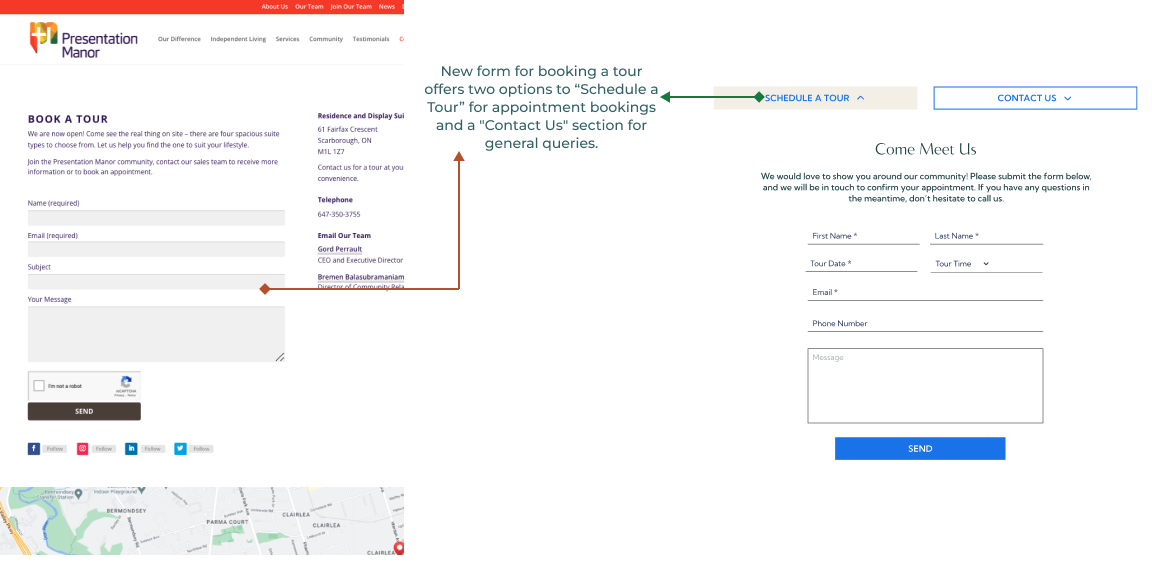 About Us Our Team Join Our Team News
Presentation
Manor
Our Difference Independent Living Services Community Testimonials
BOOK A TOUR
We are now open! Come see the real thing on site – there are four spacious suite
types to choose from. Let us help you find the one to suit your lifestyle.
Join the Presentation Manor community, contact our sales team to receive more
information or to book an appointment.
Name (required)
Email (required)
Subject
Your Message
I'm not a robot
reCAPTCHA
Privacy - Terms
SEND
Follow Follow Follow Follow
Residence and Display Sui
61 Fairfax Crescent
Scarborough, ON
M1L 1Z7
Contact us for a tour at you
convenience.
Telephone
647-350-3755
Email Our Team
Gord Perrault
CEO and Executive Director
Bremen Balasubramaniam
Director of Community Rela
Bermondsey
Transfer Station
Indoor Playground
BERMONDSEY
PARMA COURT
CLAIRLEA
CLAIRLEA
CLAIRLEA
New form for booking a tour
offers two options to “Schedule a
Tour” for appointment bookings
and a "Contact Us" section for
general queries.
SCHEDULE A TOUR
CONTACT US
Come Meet Us
We would love to show you around our community! Please submit the form below,
and we will be in touch to confirm your appointment. If you have any questions in
the meantime, don't hesitate to call us.
First Name * Last Name *
Tour Date * Tour Time
Email *
Phone Number
Message
SEND